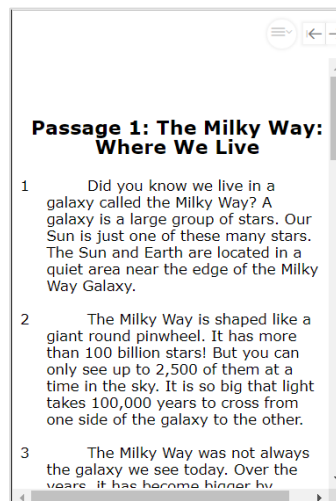 Passage 1: The Milky Way:
Where We Live
1 Did you know we live in a
galaxy called the Milky Way? A
galaxy is a large group of stars. Our
Sun is just one of these many stars.
The Sun and Earth are located in a
quiet area near the edge of the Milky
Way Galaxy.
2 The Milky Way is shaped like a
giant round pinwheel. It has more
than 100 billion stars! But you can
only see up to 2,500 of them at a
time in the sky. It is so big that light
takes 100,000 years to cross from
one side of the galaxy to the other.
3 The Milky Way was not always
the galaxy we see today. Over the
years, it has become bigger by